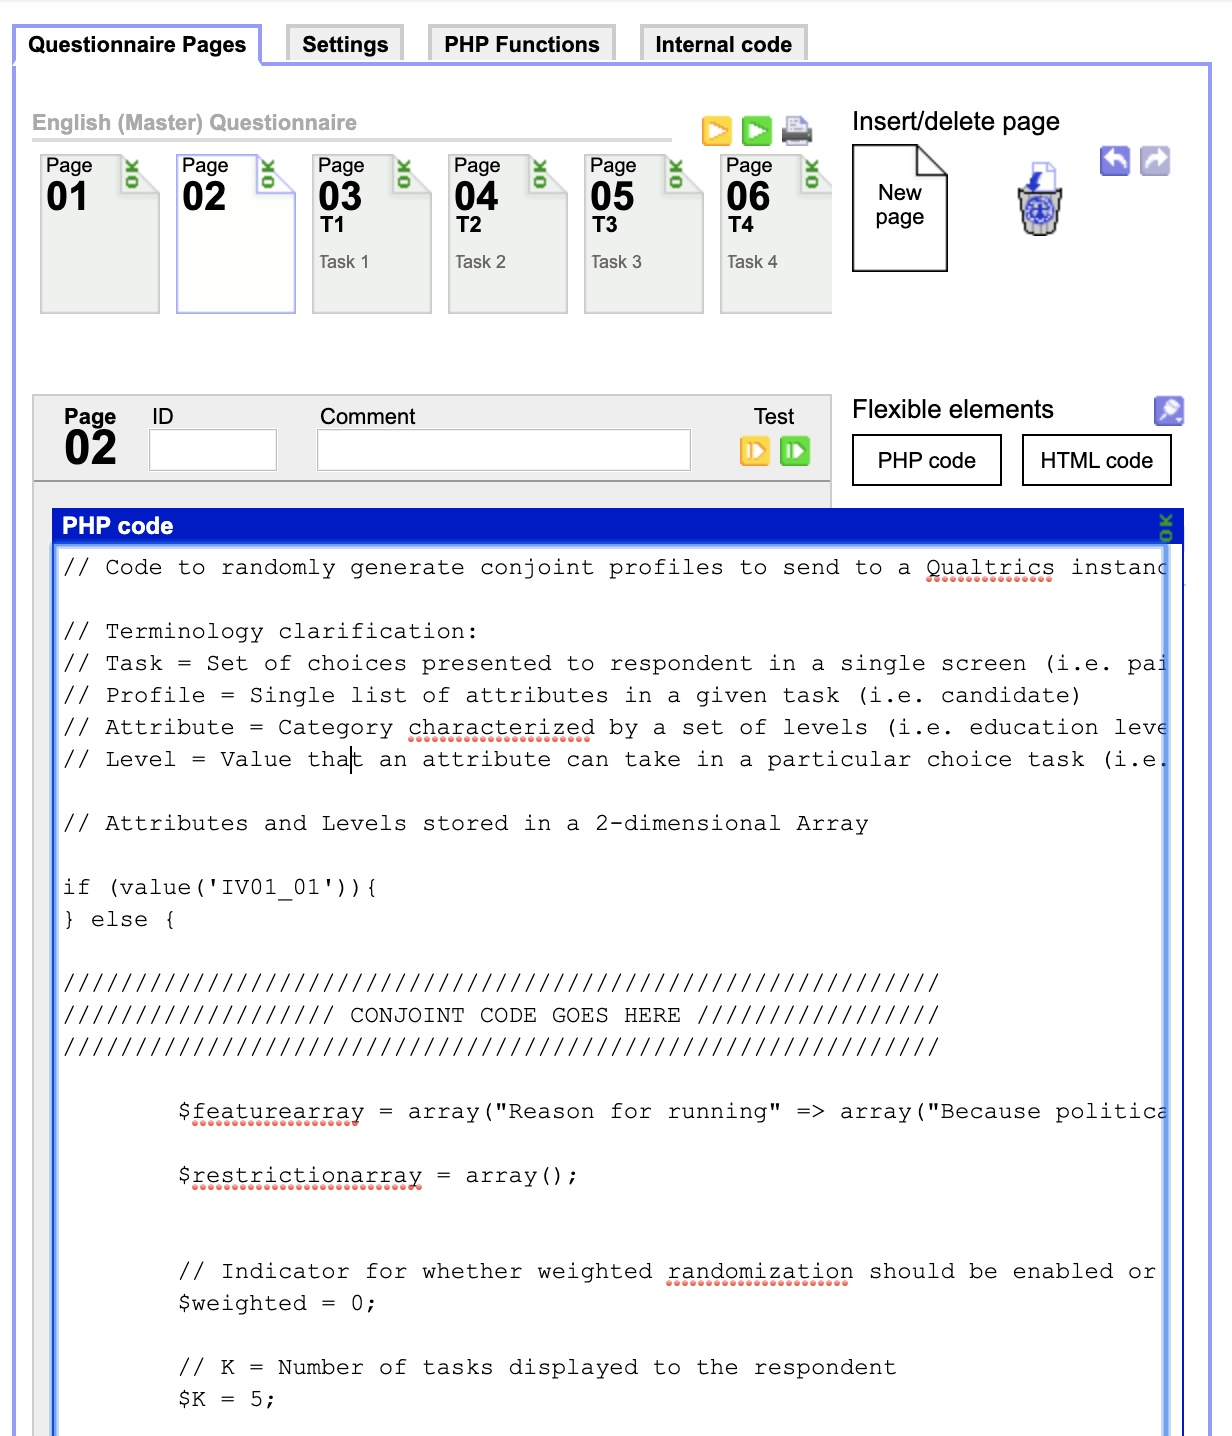 Questionnaire Pages Settings PHP Functions Internal code
English (Master) Questionnaire
Insert/delete page
Page 01 OK
Page 02 OK
Page 03 T1 Task 1 OK
Page 04 T2 Task 2 OK
Page 05 T3 Task 3 OK
Page 06 T4 Task 4 OK
New
page
Page 02 ID Comment Test
Flexible elements
PHP code HTML code
PHP code OK
// Code to randomly generate conjoint profiles to send to a Qualtrics instanc
// Terminology clarification:
// Task = Set of choices presented to respondent in a single screen (i.e. pai
// Profile = Single list of attributes in a given task (i.e. candidate)
// Attribute = Category characterized by a set of levels (i.e. education leve
// Level = Value that an attribute can take in a particular choice task (i.e.
// Attributes and Levels stored in a 2-dimensional Array
if (value('IV01_01')){
} else {
/////////////////////////////////////////////////////////////
/////////////////// CONJOINT CODE GOES HERE /////////////////
/////////////////////////////////////////////////////////////
$featurearray = array("Reason for running" => array("Because politica
$restrictionarray = array();
// Indicator for whether weighted randomization should be enabled or
$weighted = 0;
// K = Number of tasks displayed to the respondent
$K = 5;